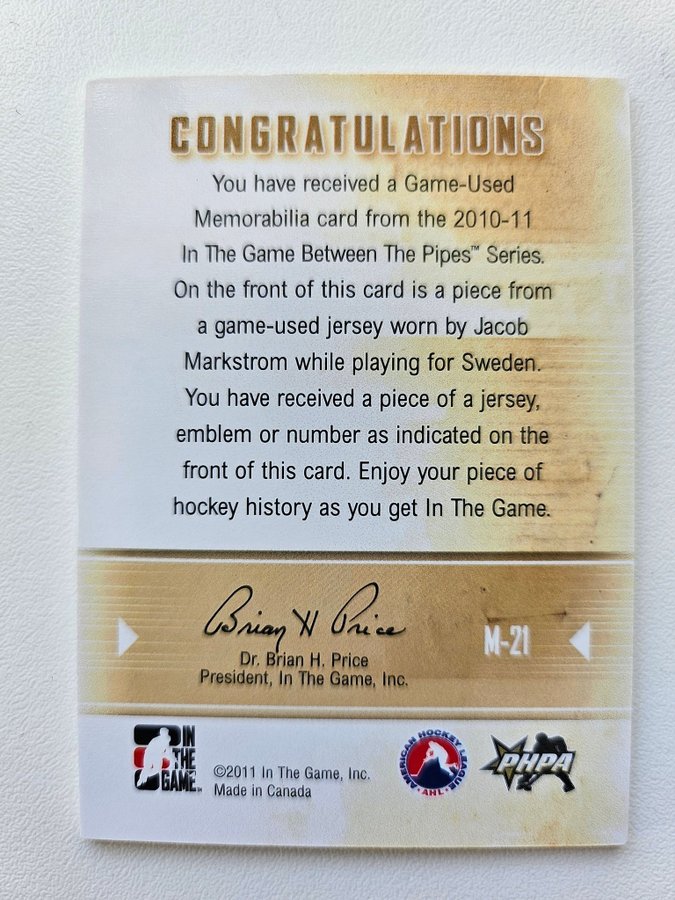 CONGRATULATIONS
You have received a Game-Used
Memorabilia card from the 2010-11
In The Game Between The Pipes™ Series.
On the front of this card is a piece from
a game-used jersey worn by Jacob
Markstrom while playing for Sweden.
You have received a piece of a jersey,
emblem or number as indicated on the
front of this card. Enjoy your piece of
hockey history as you get In The Game.
Brian H Price
M-21
Dr. Brian H. Price
President, In The Game, Inc.
IN
THE
GAME™
©2011 In The Game, Inc.
Made in Canada
AMERICAN HOCKEY LEAGUE
AHL
PHPA